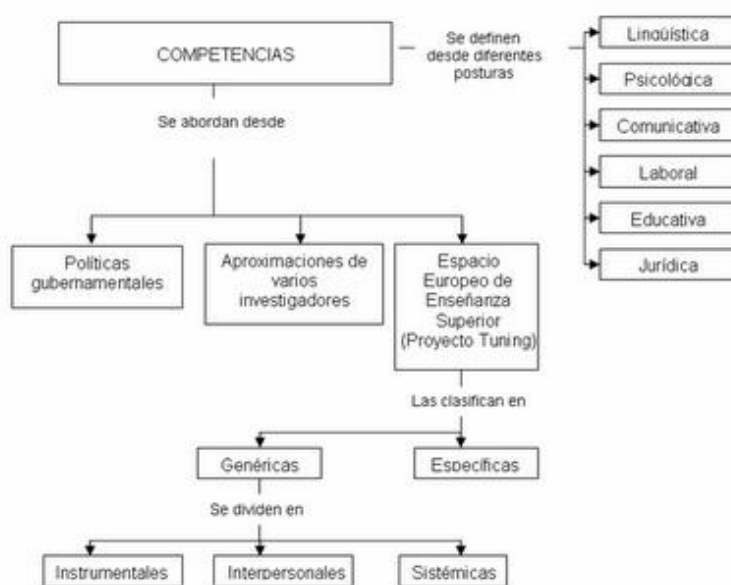 COMPETENCIAS
Se definen
desde diferentes
posturas
Lingüística
Psicológica
Comunicativa
Laboral
Educativa
Jurídica
Se abordan desde
Políticas
gubernamentales
Aproximaciones de
varios
investigadores
Espacio
Europeo de
Enseñanza
Superior
(Proyecto Tuning)
Las clasifican en
Genéricas
Específicas
Se dividen en
Instrumentales
Interpersonales
Sistémicas